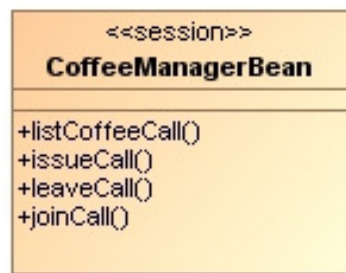 <<session>>
CoffeeManagerBean
+listCoffeeCall()
+issueCall()
+leaveCall()
+joinCall()